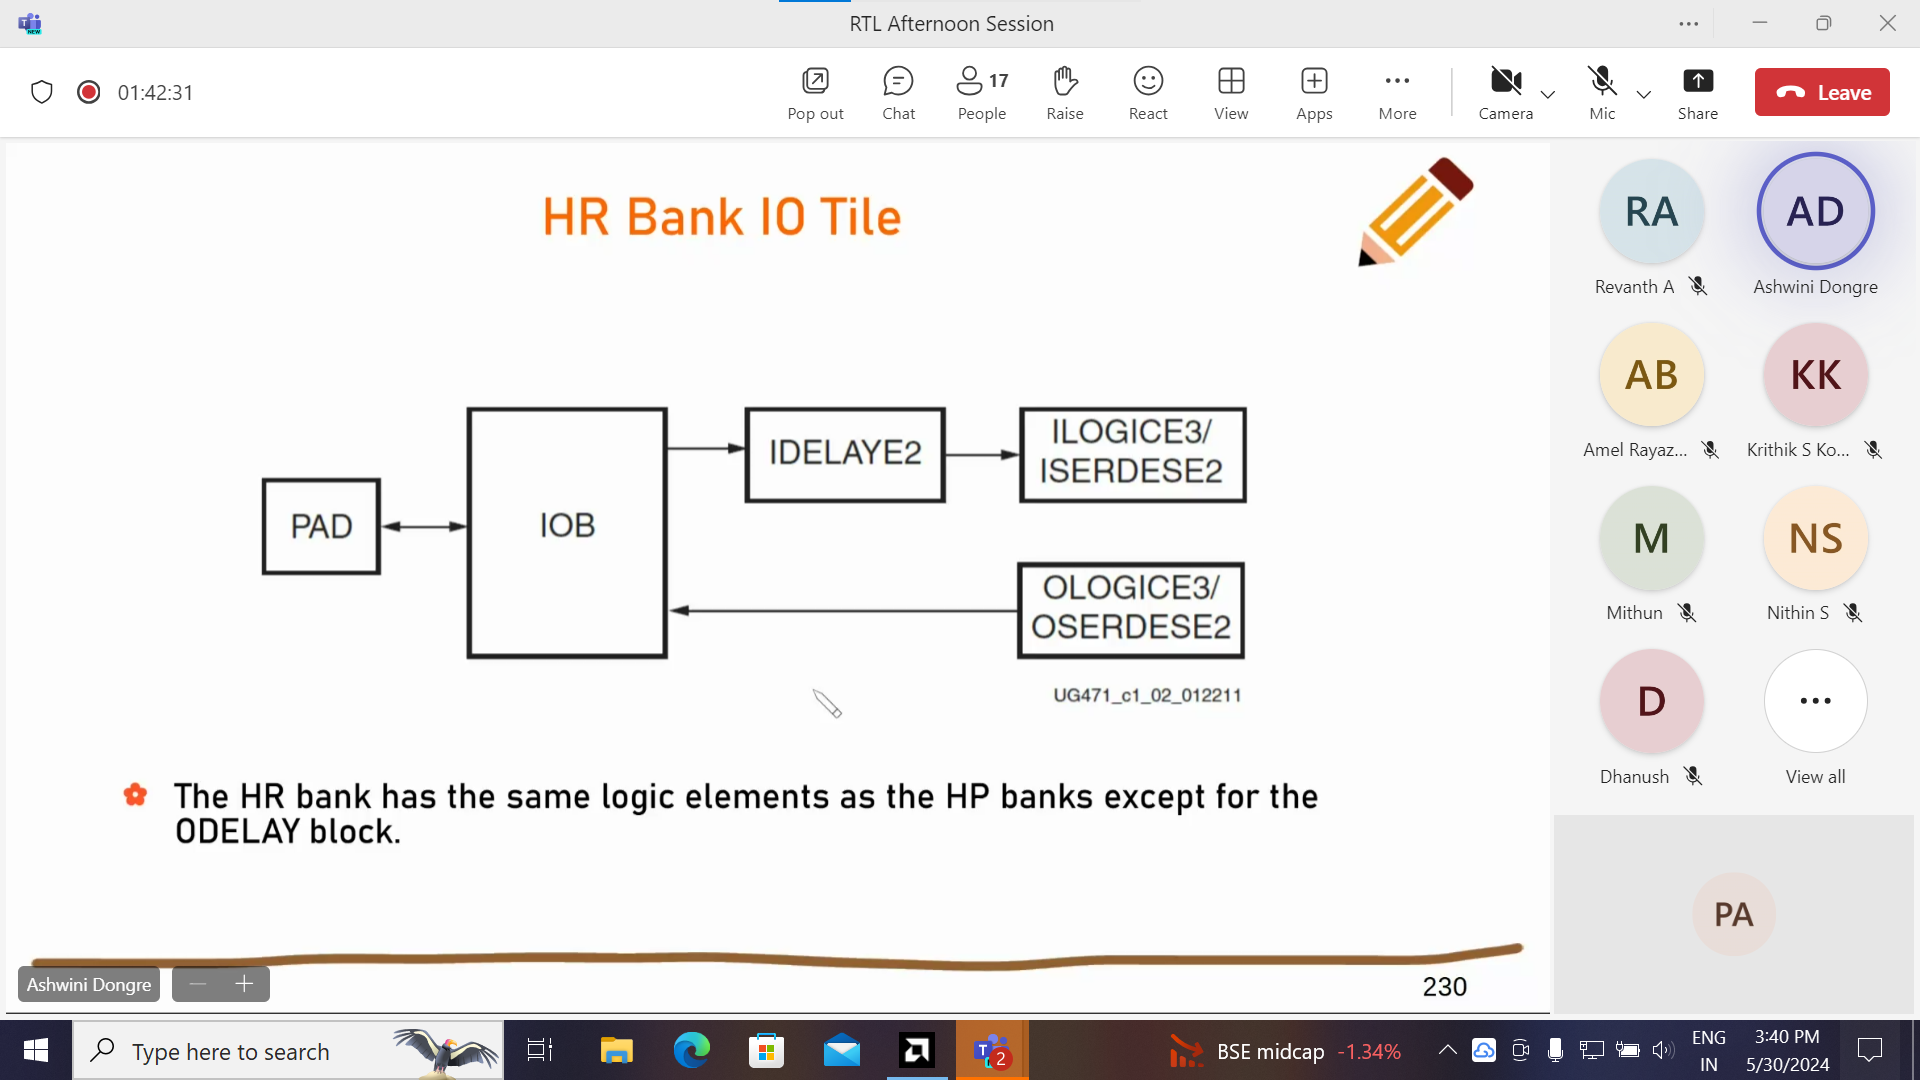 RTL Afternoon Session
01:42:31
Pop out
Chat
17
People
Raise
React
View
Apps
More
Camera
Mic
Share
Leave
HR Bank IO Tile
PAD
IOB
IDELAYE2
ILOGICE3/
ISERDESE2
OLOGICE3/
OSERDESE2
UG471_c1_02_012211
The HR bank has the same logic elements as the HP banks except for the
ODELAY block.
230
Ashwini Dongre
RA
Revanth A
AD
Ashwini Dongre
AB
Amel Rayaz...
KK
Krithik S Ko...
M
Mithun
NS
Nithin S
D
Dhanush
View all
PA
Type here to search
T
2
BSE midcap -1.34%
ENG
IN
3:40 PM
5/30/2024